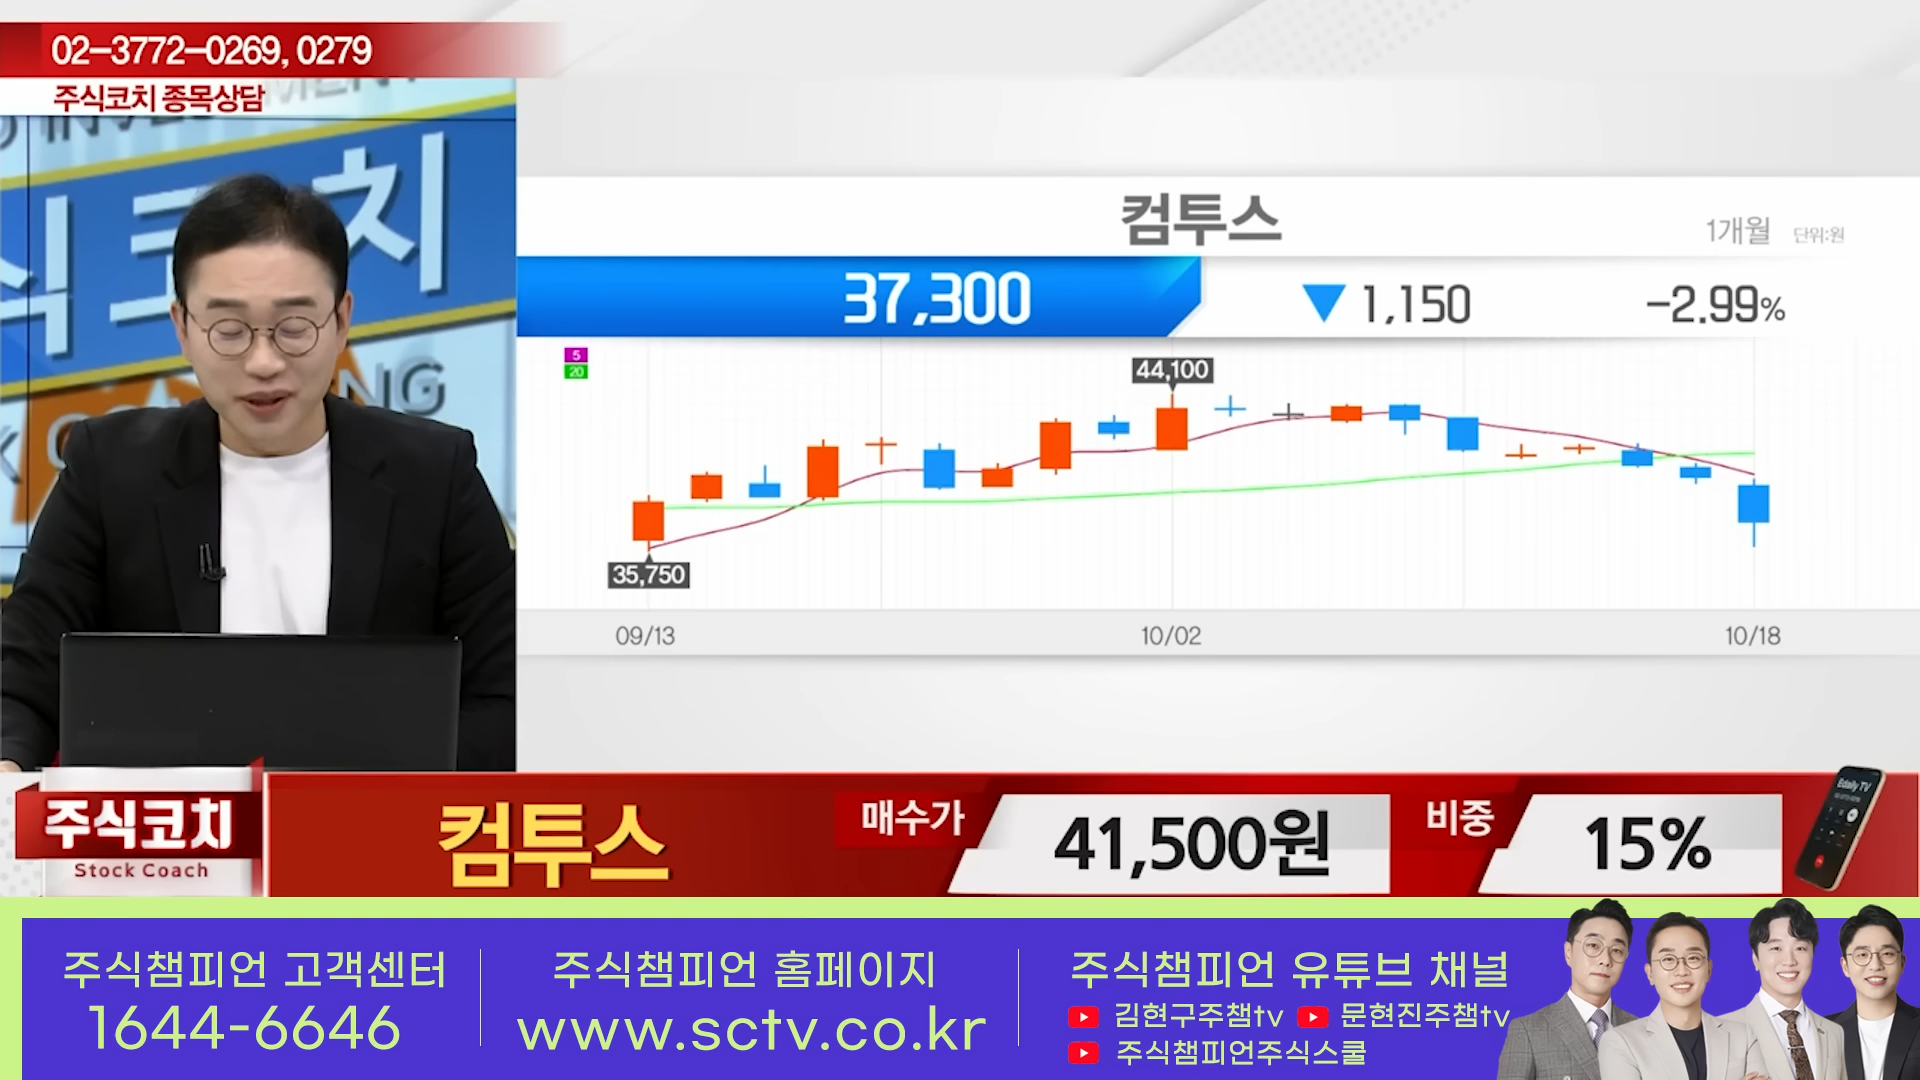 02-3772-0269, 0279
주식코치 종목상담
식코치
NG
컴투스
1개월 단위:원
37,300 ▼ 1,150 -2.99%
5
20
44,100
35,750
09/13 10/02 10/18
주식코치
Stock Coach
컴투스
매수가 41,500원
비중 15%
Edaily TV
주식챔피언 고객센터
1644-6646
주식챔피언 홈페이지
www.sctv.co.kr
주식챔피언 유튜브 채널
김현구주챔tv 문현진주챔tv
주식챔피언주식스쿨